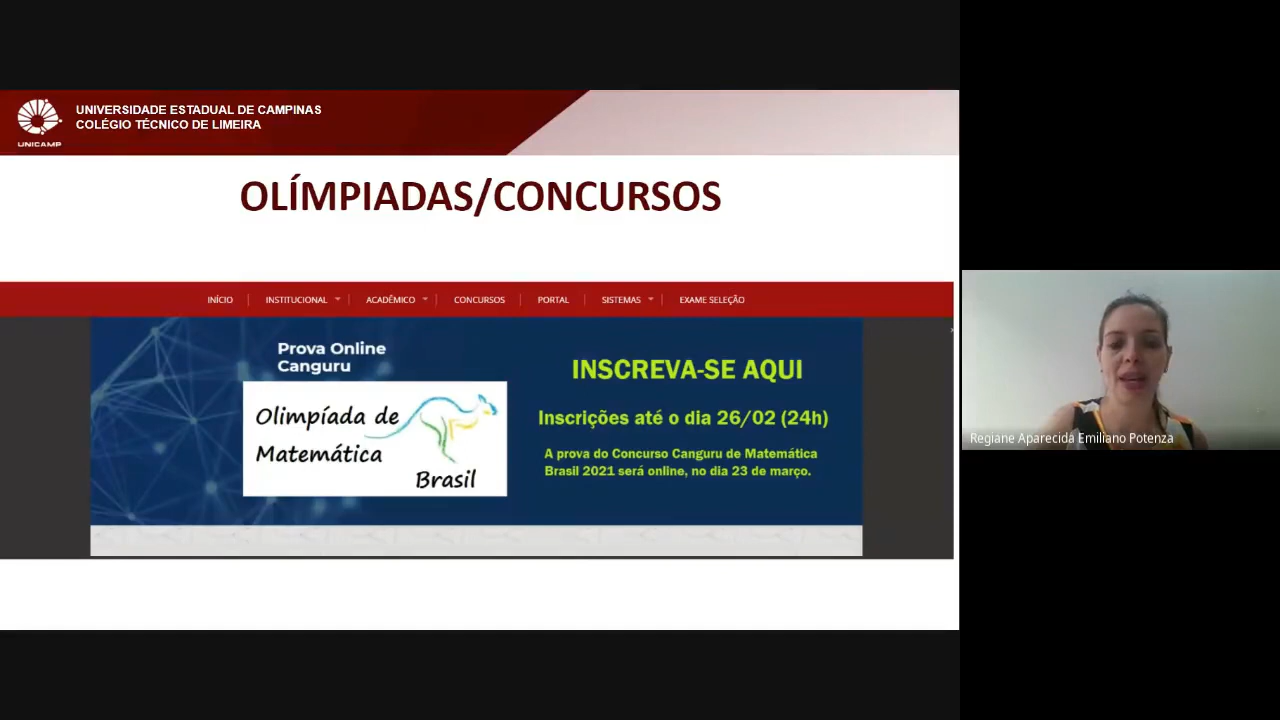 UNIVERSIDADE ESTADUAL DE CAMPINAS
COLÉGIO TÉCNICO DE LIMEIRA
UNICAMP
OLÍMPIADAS/CONCURSOS
INÍCIO INSTITUCIONAL ACADÊMICO CONCURSOS PORTAL SISTEMAS EXAME SELEÇÃO
Prova Online
Canguru
Olimpíada de
Matemática
Brasil
INSCREVA-SE AQUI
Inscrições até o dia 26/02 (24h)
A prova do Concurso Canguru de Matemática
Brasil 2021 será online, no dia 23 de março.
Regiane Aparecida Emiliano Potenza